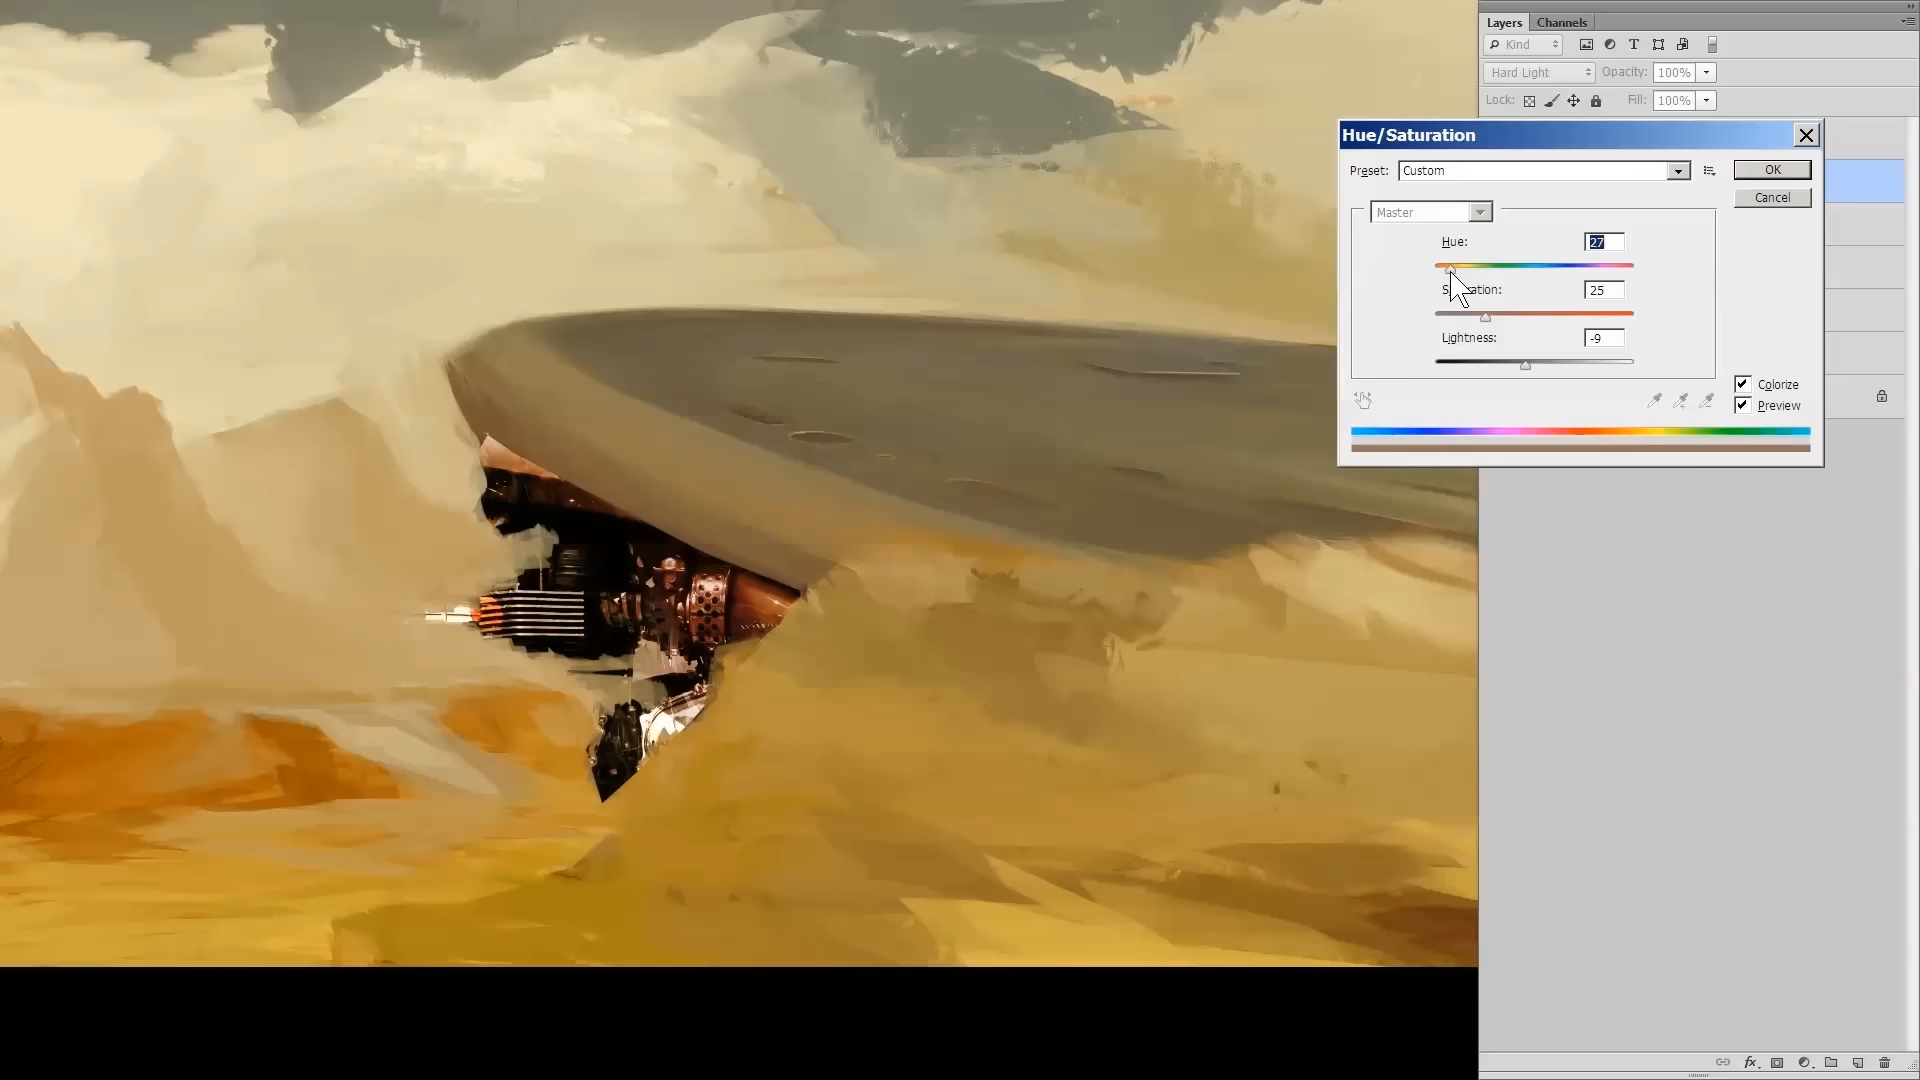 Layers Channels
Kind
Hard Light Opacity: 100%
Lock: Fill: 100%
Hue/Saturation
Preset: Custom OK
Master Cancel
Hue: 27
25
Lightness: -9
Colorize
Preview
fx